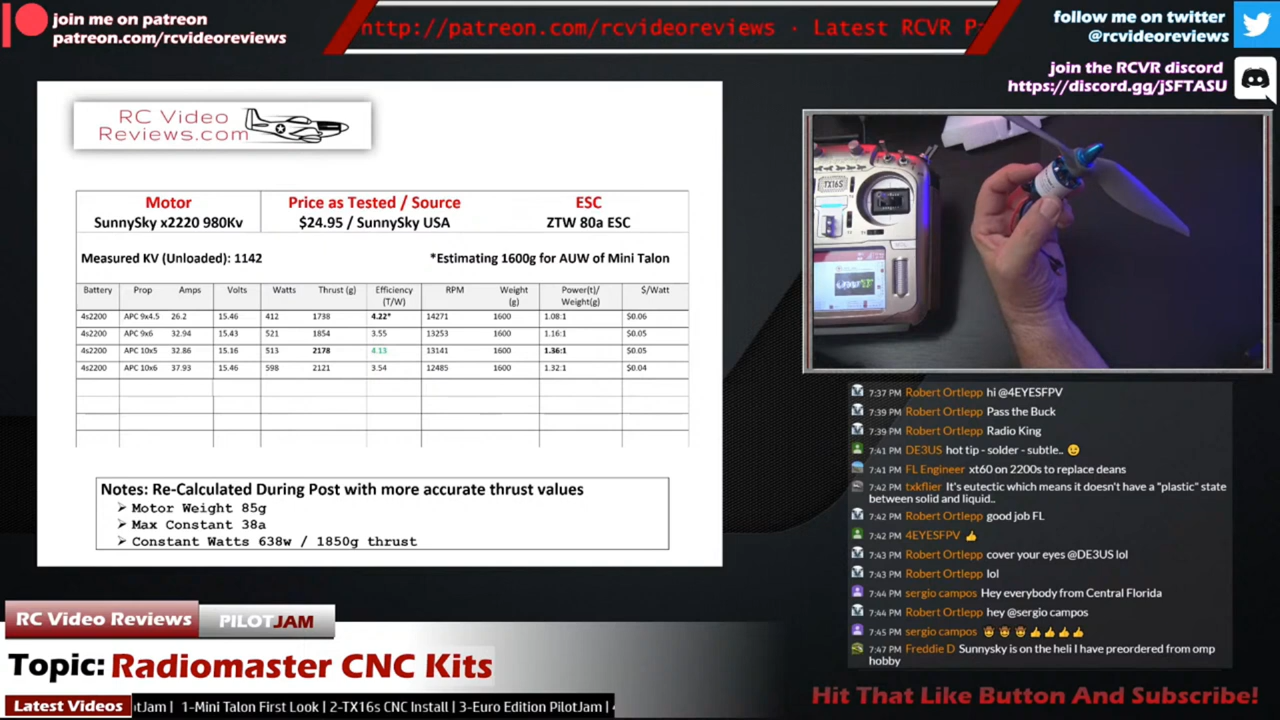 join me on patreon
patreon.com/rcvideoreviews
http://patreon.com/rcvideoreviews · Latest RCVR P
follow me on twitter
@rcvideoreviews
join the RCVR discord
https://discord.gg/jSFTASU
RC Video
Reviews.com
Motor
SunnySky x2220 980Kv
Price as Tested / Source
$24.95 / SunnySky USA
ESC
ZTW 80a ESC
Measured KV (Unloaded): 1142
*Estimating 1600g for AUW of Mini Talon
Battery Prop Amps Volts Watts Thrust (g) Efficiency (T/W) RPM Weight (g) Power(t)/Weight(g) $/Watt
4s2200 APC 9x4.5 26.2 15.46 412 1738 4.22* 14271 1600 1.08:1 $0.06
4s2200 APC 9x6 32.94 15.43 521 1854 3.55 13253 1600 1.16:1 $0.05
4s2200 APC 10x5 32.86 15.16 513 2178 4.13 13141 1600 1.36:1 $0.05
4s2200 APC 10x6 37.93 15.46 598 2121 3.54 12485 1600 1.32:1 $0.04
Notes: Re-Calculated During Post with more accurate thrust values
Motor Weight 85g
Max Constant 38a
Constant Watts 638w / 1850g thrust
TX16S
7:37 PM Robert Ortlepp hi @4EYESFPV
7:39 PM Robert Ortlepp Pass the Buck
7:39 PM Robert Ortlepp Radio King
7:41 PM DE3US hot tip - solder - subtle.. 😉
7:41 PM FL Engineer xt60 on 2200s to replace deans
7:42 PM txkflier It's eutectic which means it doesn't have a "plastic" state
between solid and liquid..
7:42 PM Robert Ortlepp good job FL
7:42 PM 4EYESFPV 👍
7:43 PM Robert Ortlepp cover your eyes @DE3US lol
7:43 PM Robert Ortlepp lol
7:44 PM sergio campos Hey everybody from Central Florida
7:44 PM Robert Ortlepp hey @sergio campos
7:45 PM sergio campos 🤠🤠🤠👍👍👍👍
7:47 PM Freddie D Sunnysky is on the heli I have preordered from omp
hobby
RC Video Reviews PILOTJAM
Topic: Radiomaster CNC Kits
Latest Videos otJam | 1-Mini Talon First Look | 2-TX16s CNC Install | 3-Euro Edition PilotJam |
Hit That Like Button And Subscribe!